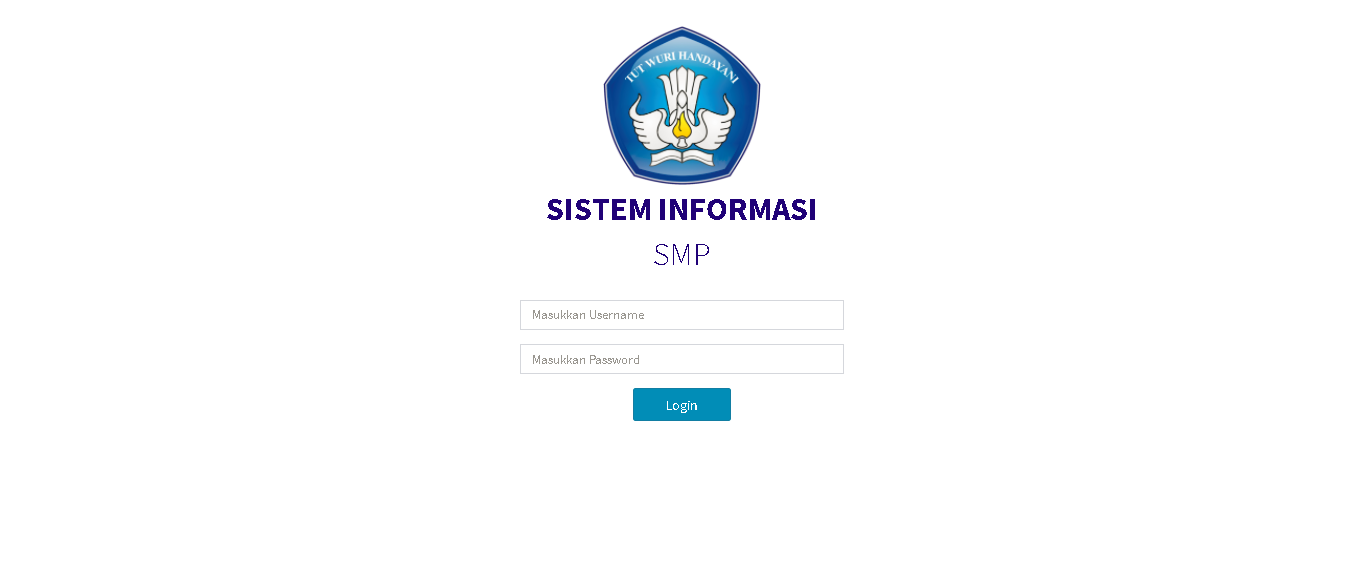 TUT WURI HANDAYANI
SISTEM INFORMASI
SMP
Masukkan Username
Masukkan Password
Login